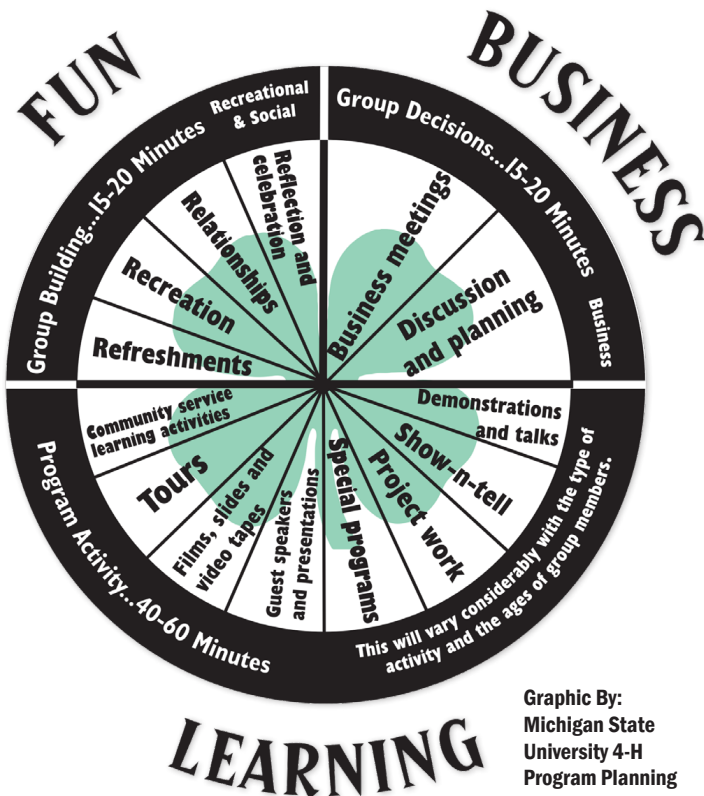 FUN
BUSINESS
Group Building...15-20 Minutes
Recreational
& Social
Group Decisions...15-20 Minutes
Business
Refreshments
Recreation
Relationships
Reflection and
celebration
Business meetings
Discussion
and planning
Demonstrations
and talks
Show-n-tell
Project work
Special programs
Guest speakers
and presentations
Films, slides and
video tapes
Tours
Community service
learning activities
Program Activity...40-60 Minutes
This will vary considerably with the type of
activity and the ages of group members.
LEARNING
Graphic By:
Michigan State
University 4-H
Program Planning